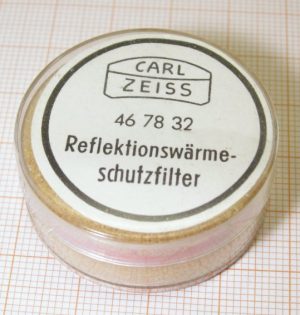 CARL
ZEISS
46 78 32
Reflektionswärme-
schutzfilter